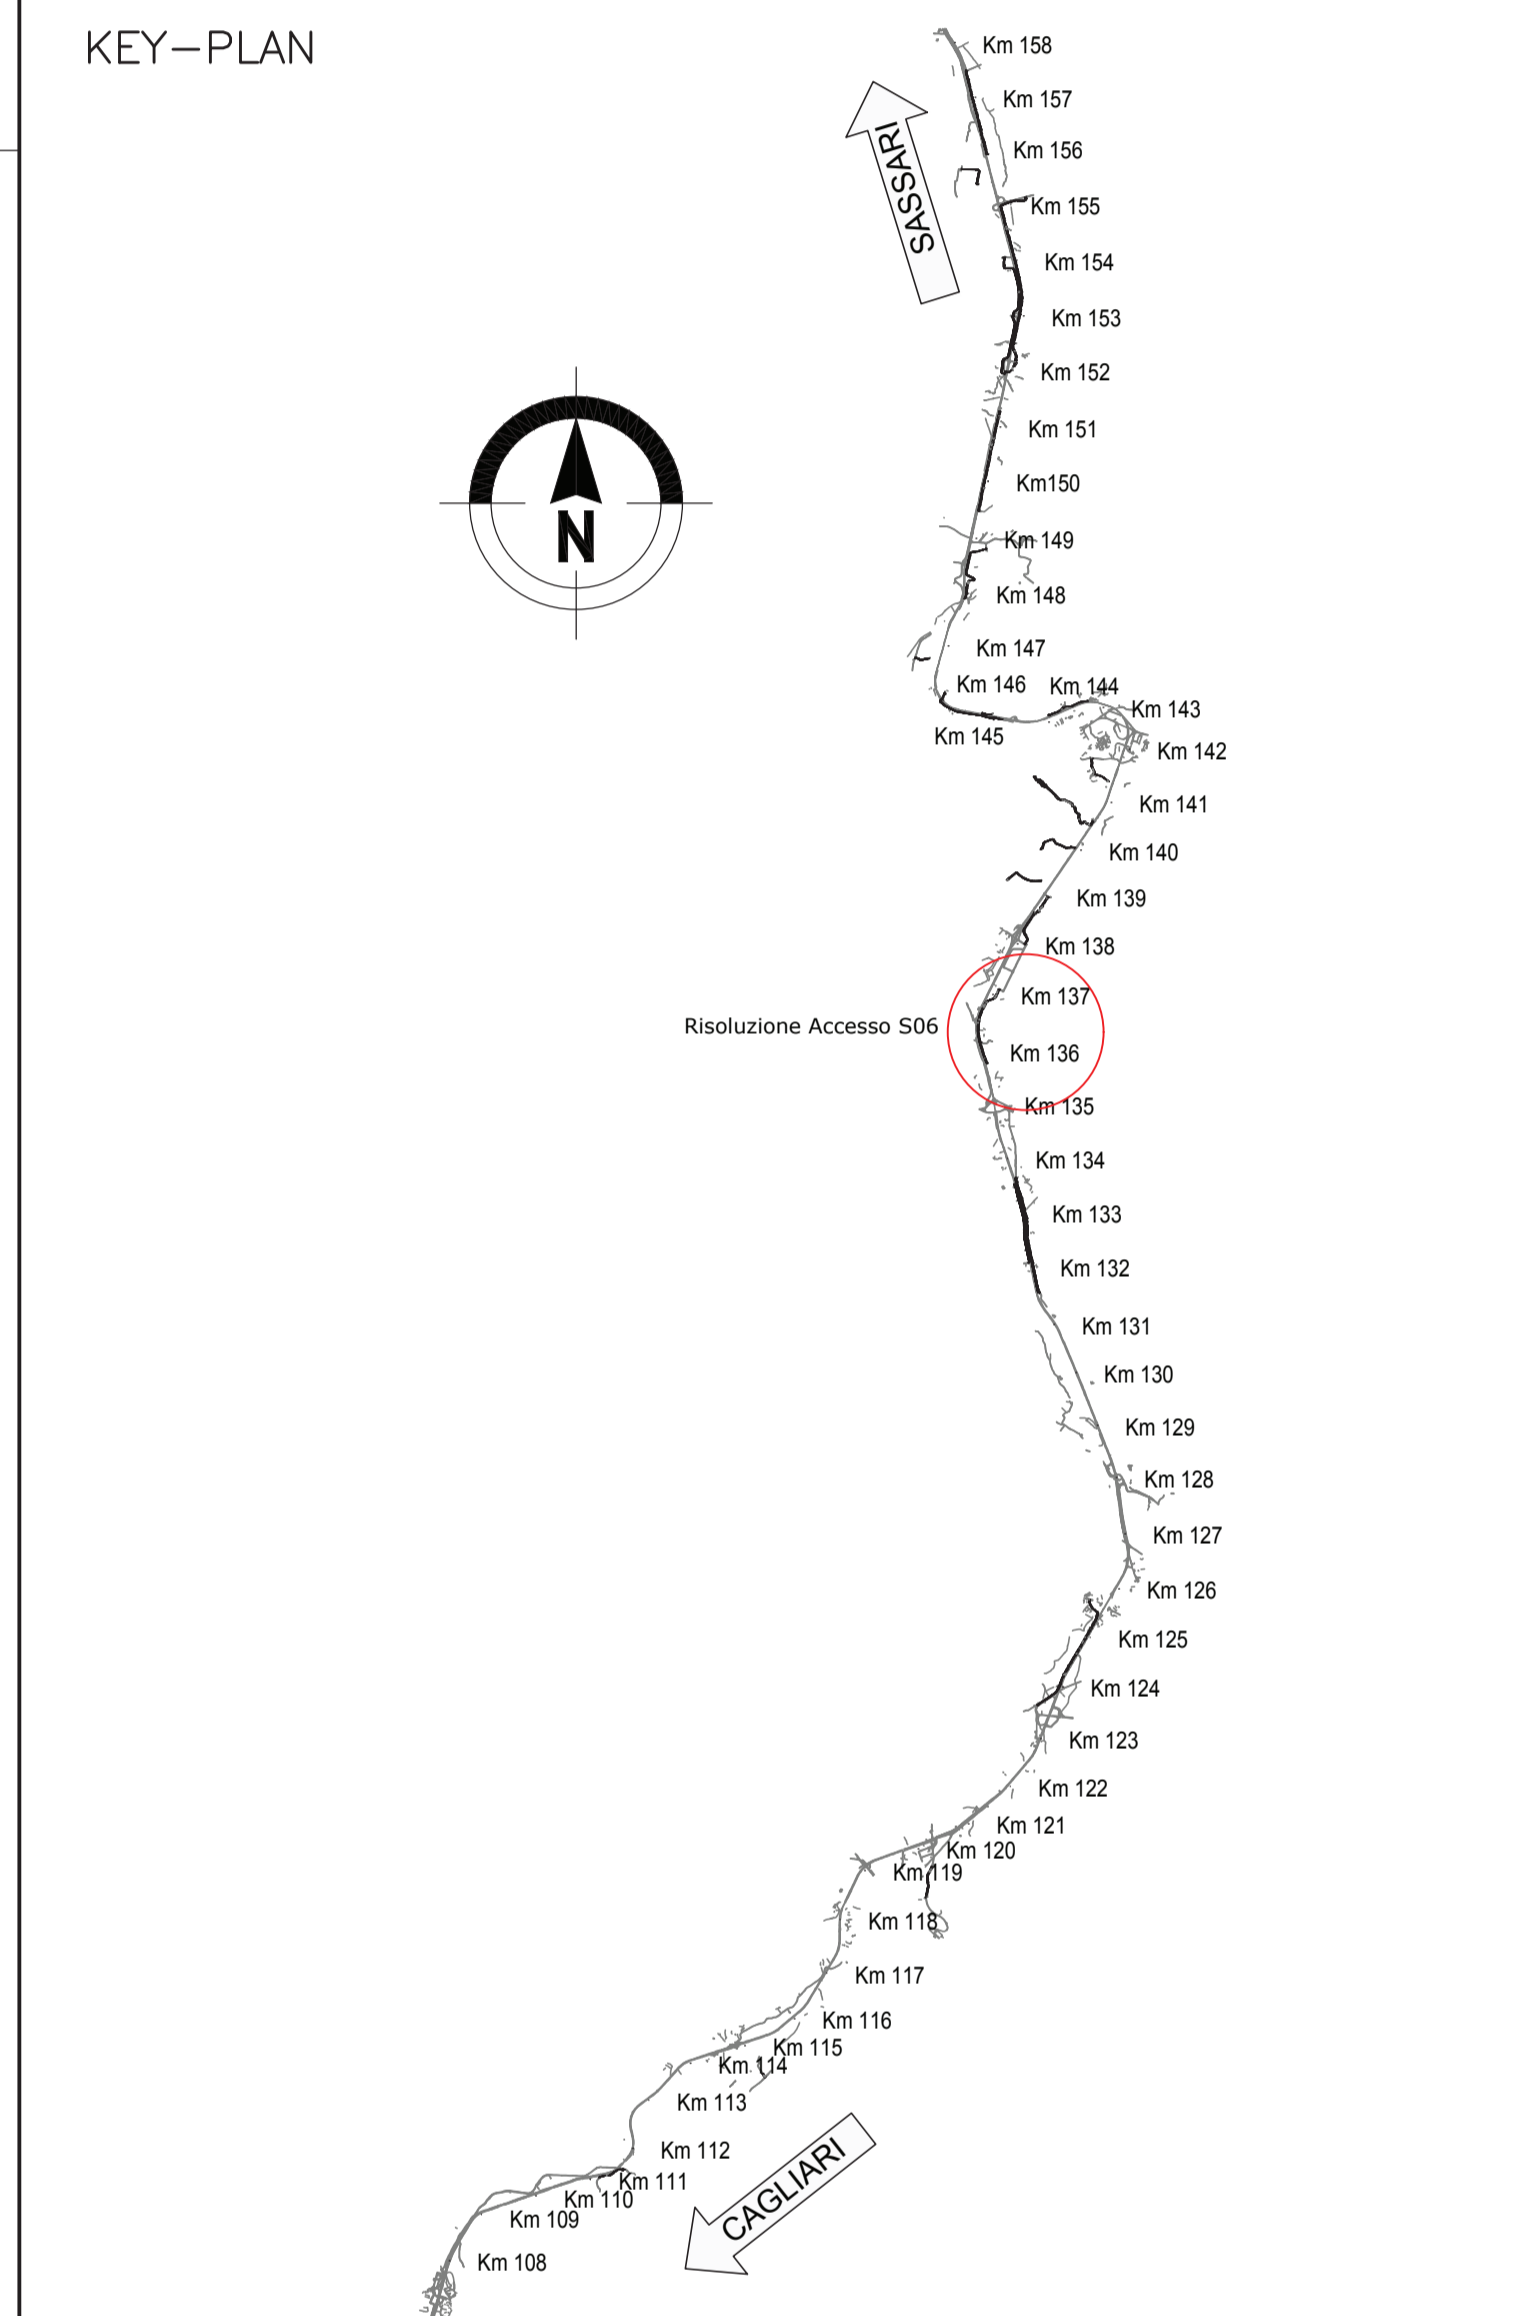 KEY-PLAN
Km 158
Km 157
SASSARI
Km 156
Km 155
Km 154
Km 153
Km 152
Km 151
Km150
N
Km 149
Km 148
Km 147
Km 146
Km 144
Km 143
Km 145
Km 142
Km 141
Km 140
Km 139
Km 138
Km 137
Risoluzione Accesso S06
Km 136
Km 135
Km 134
Km 133
Km 132
Km 131
Km 130
Km 129
Km 128
Km 127
Km 126
Km 125
Km 124
Km 123
Km 122
Km 121
Km 120
Km 119
Km 118
Km 117
Km 116
Km 115
Km 114
Km 113
Km 112
Km 111
CAGLIARI
Km 110
Km 109
Km 108